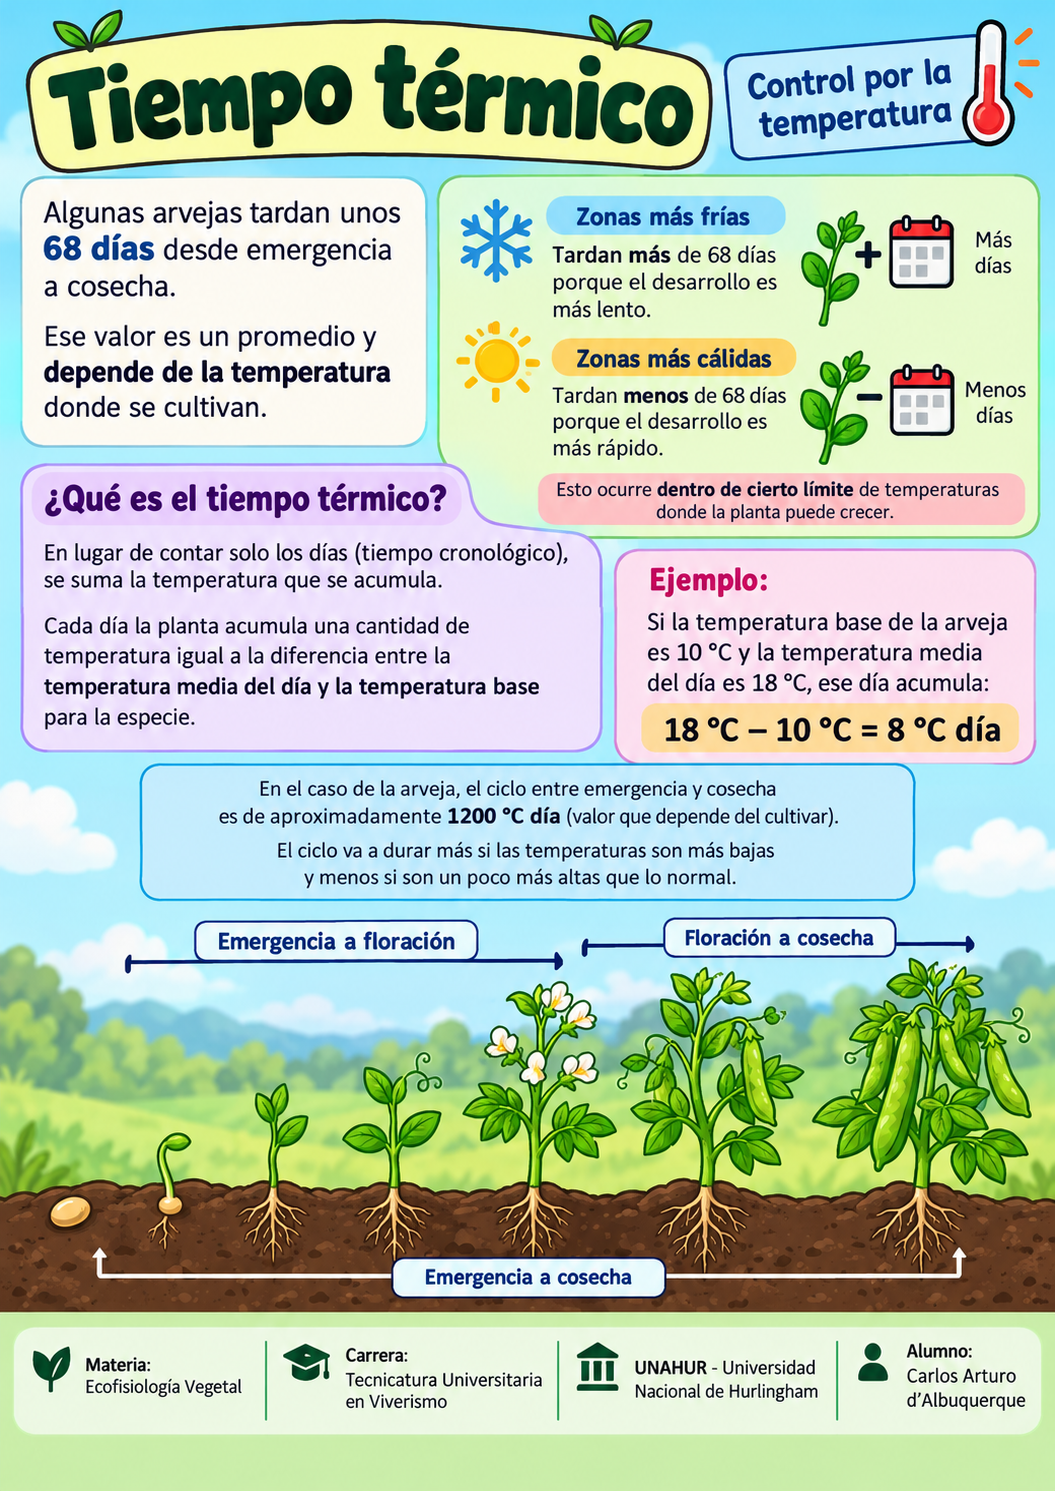 Tiempo térmico
Control por la
temperatura
Algunas arvejas tardan unos
68 días desde emergencia
a cosecha.
Ese valor es un promedio y
depende de la temperatura
donde se cultivan.
Zonas más frías
Tardan más de 68 días
porque el desarrollo es
más lento.
+
Más
días
Zonas más cálidas
Tardan menos de 68 días
porque el desarrollo es
más rápido.
–
Menos
días
Esto ocurre dentro de cierto límite de temperaturas
donde la planta puede crecer.
¿Qué es el tiempo térmico?
En lugar de contar solo los días (tiempo cronológico),
se suma la temperatura que se acumula.
Cada día la planta acumula una cantidad de
temperatura igual a la diferencia entre la
temperatura media del día y la temperatura base
para la especie.
Ejemplo:
Si la temperatura base de la arveja
es 10 °C y la temperatura media
del día es 18 °C, ese día acumula:
18 °C – 10 °C = 8 °C día
En el caso de la arveja, el ciclo entre emergencia y cosecha
es de aproximadamente 1200 °C día (valor que depende del cultivar).
El ciclo va a durar más si las temperaturas son más bajas
y menos si son un poco más altas que lo normal.
Emergencia a floración
Floración a cosecha
Emergencia a cosecha
Materia:
Ecofisiología Vegetal
Carrera:
Tecnicatura Universitaria
en Viverismo
UNAHUR - Universidad
Nacional de Hurlingham
Alumno:
Carlos Arturo
d'Albuquerque